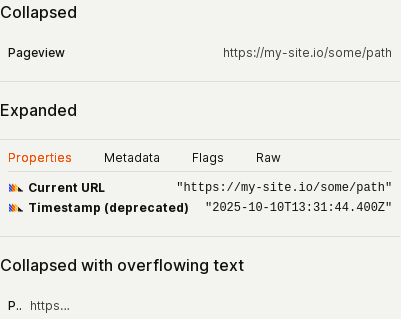 Collapsed
Pageview https://my-site.io/some/path
Expanded
Properties Metadata Flags Raw
Current URL "https://my-site.io/some/path"
Timestamp (deprecated) "2025-10-10T13:31:44.400Z"
Collapsed with overflowing text
P.. https...